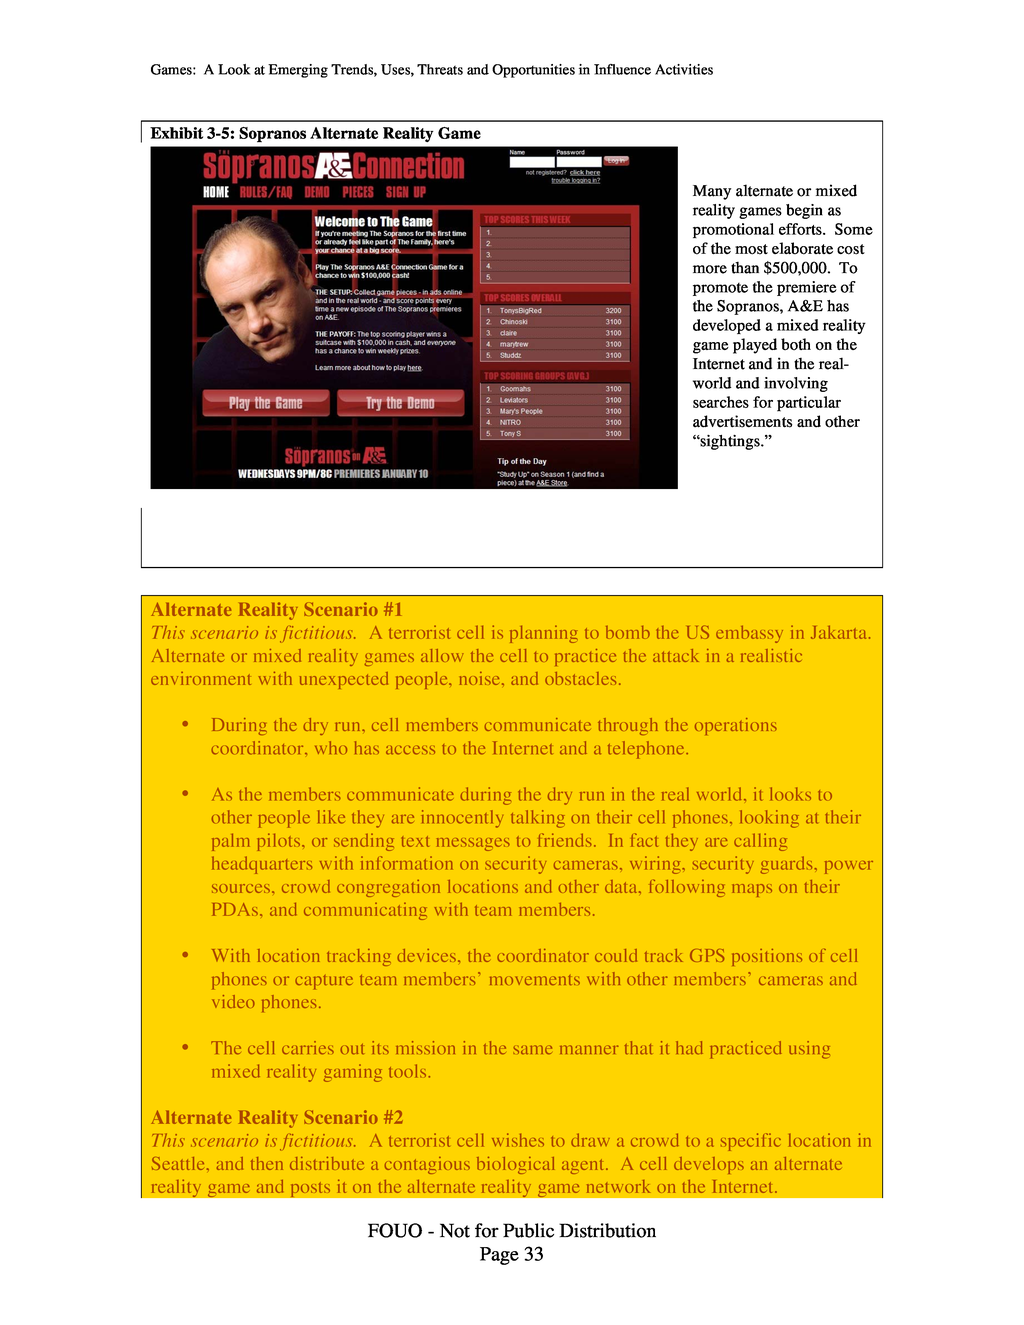 Games:  A Look at Emerging Trends, Uses, Threats and Opportunities in Influence Activities
Exhibit 3-5: Sopranos Alternate Reality Game
THE
Sopranos A&E Connection
HOME RULES/FAQ DEMO PIECES SIGN UP
Name Password
Log in
not registered? click here
trouble logging in?
Welcome to The Game
If you're meeting The Sopranos for the first time
or already feel like part of The Family, here's
your chance at a big score.
Play The Sopranos A&E Connection Game for a
chance to win $100,000 cash!
THE SETUP: Collect game pieces - in ads online
and in the real world - and score points every
time a new episode of The Sopranos premieres
on A&E.
THE PAYOFF: The top scoring player wins a
suitcase with $100,000 in cash, and everyone
has a chance to win weekly prizes.
Learn more about how to play here.
Play the Game
Try the Demo
Sopranos on A&E
WEDNESDAYS 9PM/8C PREMIERES JANUARY 10
TOP SCORES THIS WEEK
1.
2.
3.
4.
5.
TOP SCORES OVERALL
1. TonysBigRed 3200
2. Chinoski 3100
3. claire 3100
4. marytrew 3100
5. Studdz 3100
TOP SCORING GROUPS (AVG.)
1. Goomahs 3100
2. Leviators 3100
3. Mary's People 3100
4. NITRO 3100
5. Tony S 3100
Tip of the Day
"Study Up" on Season 1 (and find a
piece) at the A&E Store.
Many alternate or mixed
reality games begin as
promotional efforts.  Some
of the most elaborate cost
more than $500,000.  To
promote the premiere of
the Sopranos, A&E has
developed a mixed reality
game played both on the
Internet and in the real-
world and involving
searches for particular
advertisements and other
“sightings.”
Alternate Reality Scenario #1
This scenario is fictitious.  A terrorist cell is planning to bomb the US embassy in Jakarta.
Alternate or mixed reality games allow the cell to practice the attack in a realistic
environment with unexpected people, noise, and obstacles.
• During the dry run, cell members communicate through the operations
coordinator, who has access to the Internet and a telephone.
• As the members communicate during the dry run in the real world, it looks to
other people like they are innocently talking on their cell phones, looking at their
palm pilots, or sending text messages to friends.  In fact they are calling
headquarters with information on security cameras, wiring, security guards, power
sources, crowd congregation locations and other data, following maps on their
PDAs, and communicating with team members.
• With location tracking devices, the coordinator could track GPS positions of cell
phones or capture team members’ movements with other members’ cameras and
video phones.
• The cell carries out its mission in the same manner that it had practiced using
mixed reality gaming tools.
Alternate Reality Scenario #2
This scenario is fictitious.  A terrorist cell wishes to draw a crowd to a specific location in
Seattle, and then distribute a contagious biological agent.  A cell develops an alternate
reality game and posts it on the alternate reality game network on the Internet.
FOUO - Not for Public Distribution
Page 33